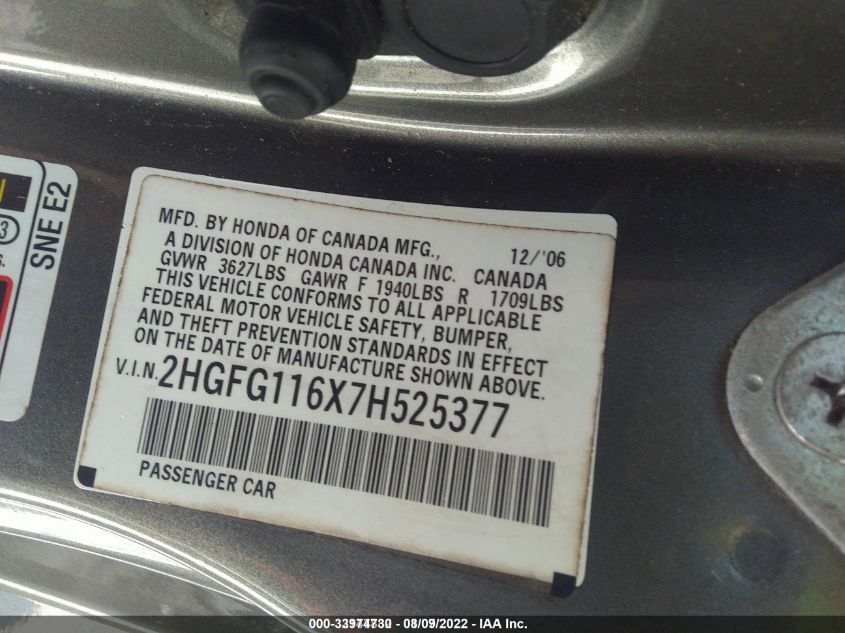 SNE E2
3
S.
MFD. BY HONDA OF CANADA MFG., 12/'06
A DIVISION OF HONDA CANADA INC. CANADA
GVWR 3627LBS GAWR F 1940LBS R 1709LBS
THIS VEHICLE CONFORMS TO ALL APPLICABLE
FEDERAL MOTOR VEHICLE SAFETY, BUMPER,
AND THEFT PREVENTION STANDARDS IN EFFECT
ON THE DATE OF MANUFACTURE SHOWN ABOVE.
V.I.N. 2HGFG116X7H525377
PASSENGER CAR
000-33974730 - 08/09/2022 - IAA Inc.